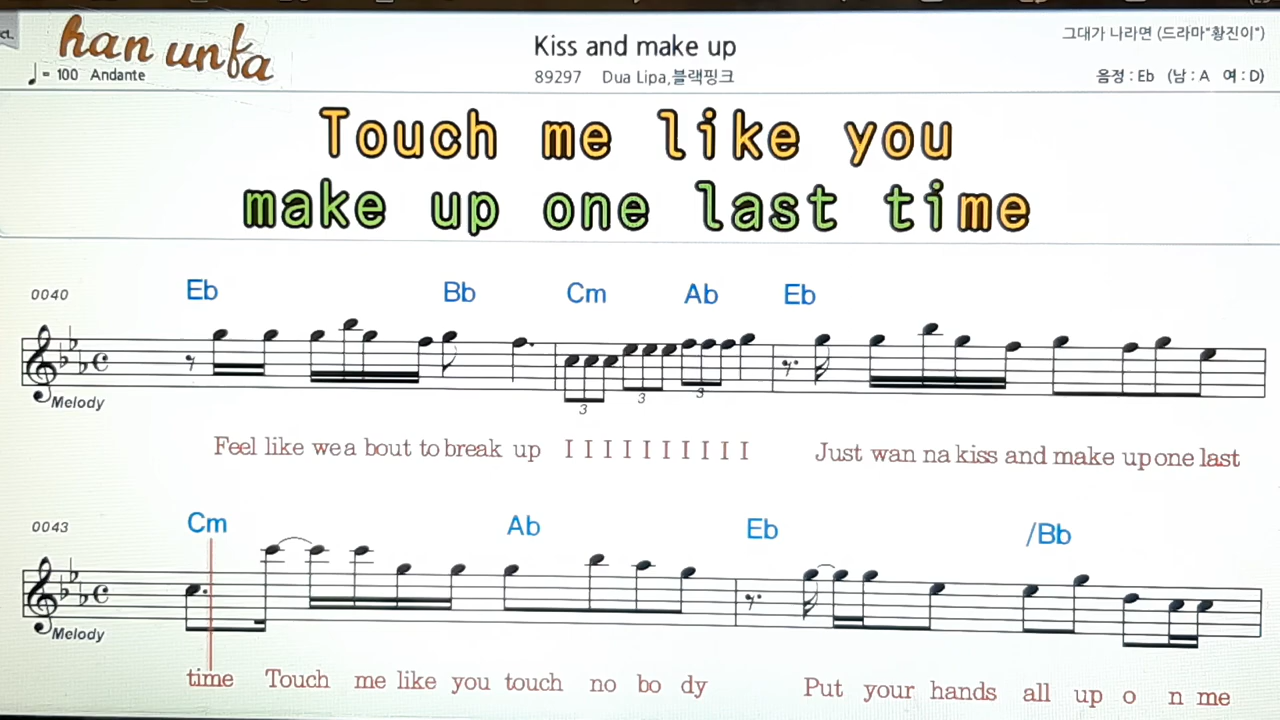 ct.
han unfa
Kiss and make up
그대가 나라면 (드라마"황진이")
= 100 Andante
89297 Dua Lipa,블랙핑크
음정 : Eb (남 : A 여 : D)
Touch me like you
make up one last time
0040
Eb Bb Cm Ab Eb
3 3 3
Melody
Feel like we a bout to break up I I I I I I I I I I Just wan na kiss and make up one last
0043
Cm Ab Eb /Bb
Melody
time Touch me like you touch no bo dy Put your hands all up o n me